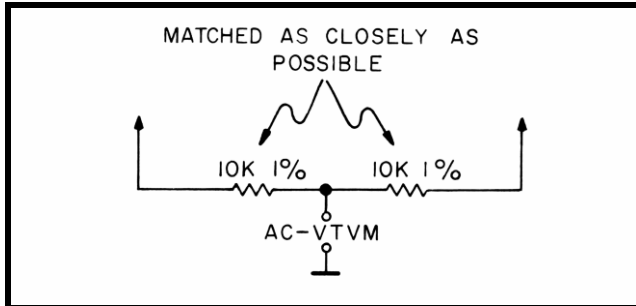 MATCHED AS CLOSELY AS
POSSIBLE
10K 1% 10K 1%
AC-VTVM